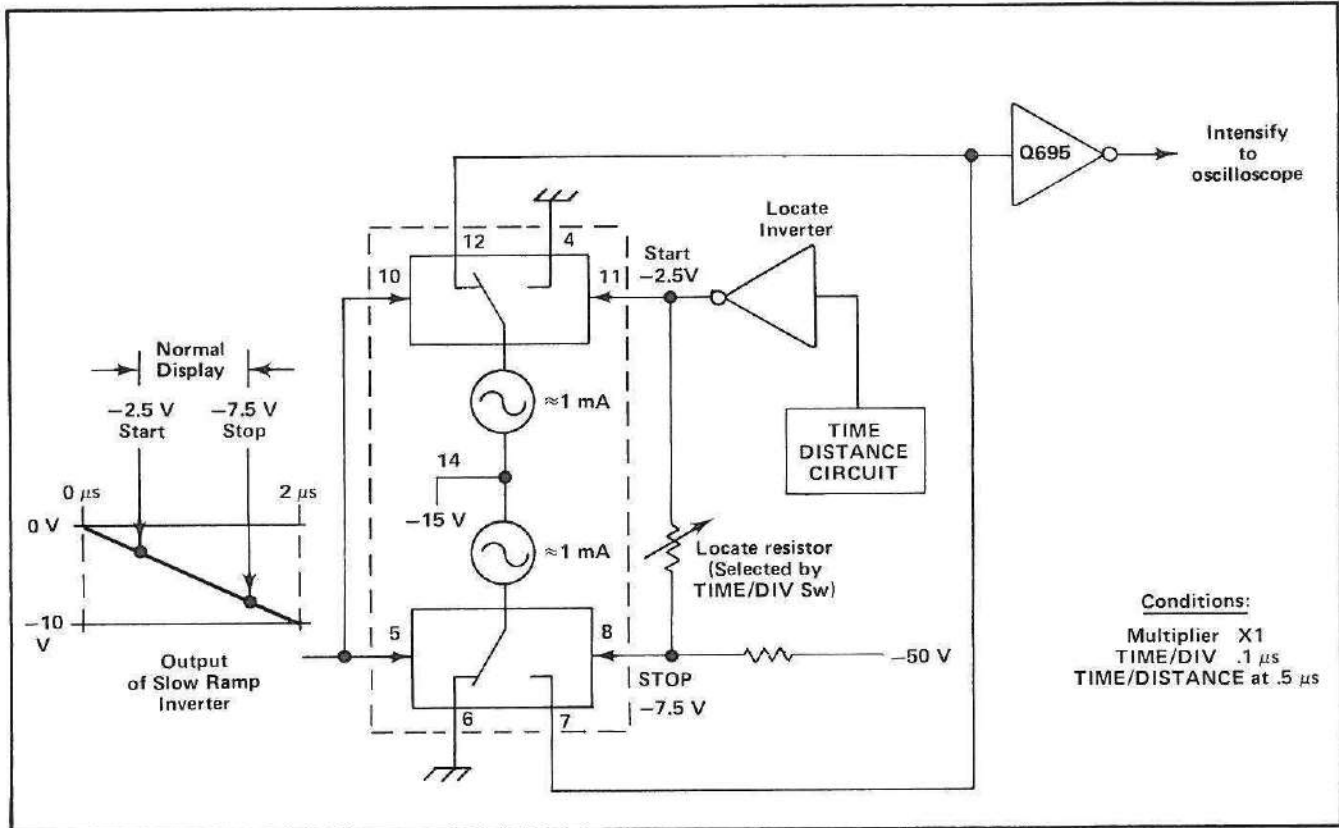 Q695
Intensify
to
oscilloscope
Locate
Inverter
12
4
10
11
Start
−2.5V
Normal
Display
−2.5 V
Start
−7.5 V
Stop
≈1 mA
TIME
DISTANCE
CIRCUIT
14
−15 V
0 μs
2 μs
0 V
−10
V
≈1 mA
Locate resistor
(Selected by
TIME/DIV Sw)
Output
of Slow Ramp
Inverter
5
8
6
7
STOP
−7.5 V
−50 V
Conditions:
Multiplier X1
TIME/DIV .1 μs
TIME/DISTANCE at .5 μs